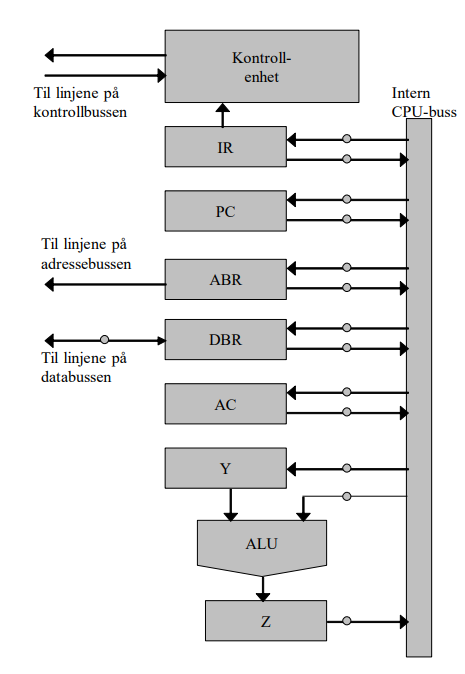 Kontroll-
enhet
Til linjene på
kontrollbussen
Intern
CPU-buss
IR
PC
Til linjene på
adressebussen
ABR
DBR
Til linjene på
databussen
AC
Y
ALU
Z